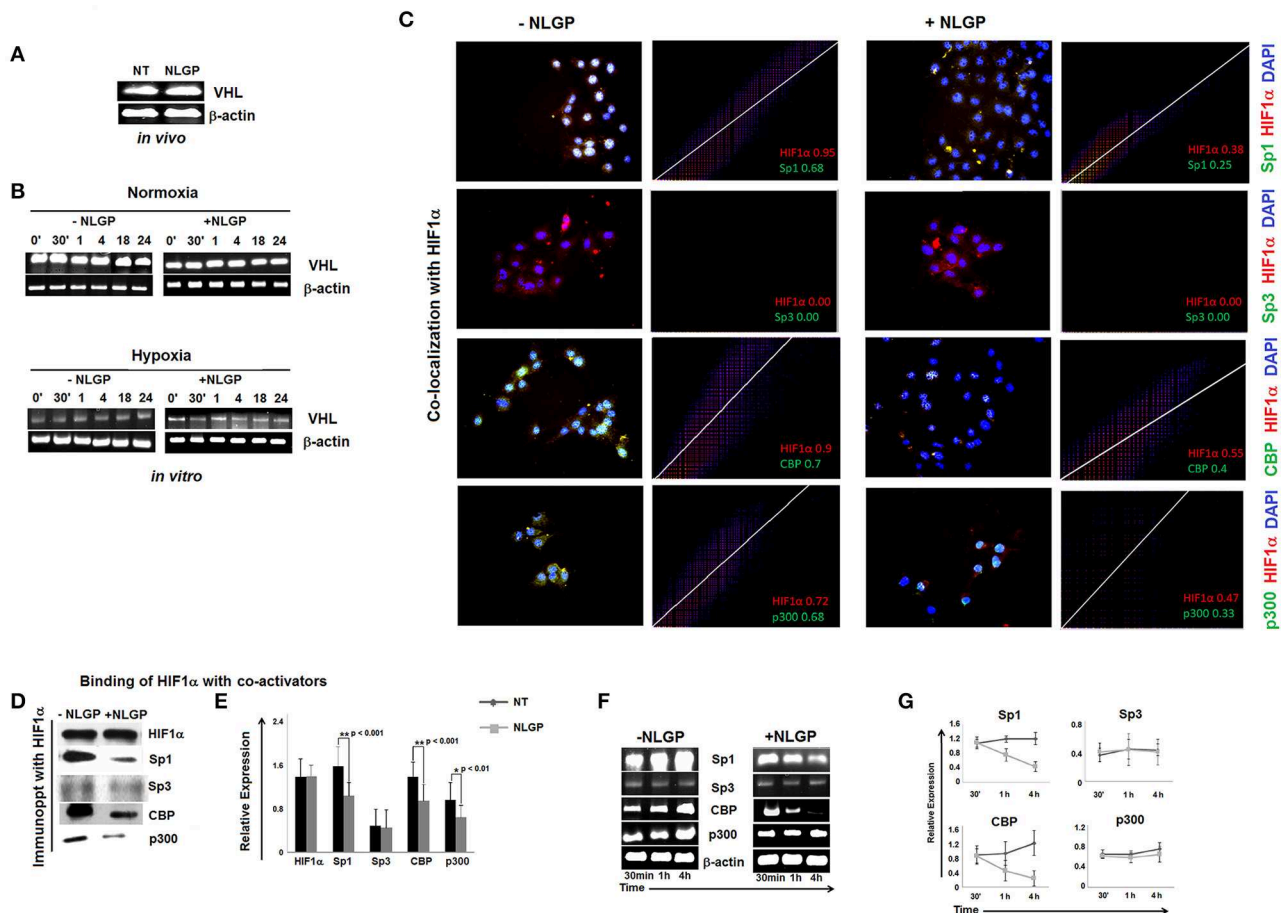 A
NT NLGP
VHL
β-actin
in vivo
B
Normoxia
- NLGP +NLGP
0' 30' 1 4 18 24 0' 30' 1 4 18 24
VHL
β-actin
Hypoxia
- NLGP +NLGP
0' 30' 1 4 18 24 0' 30' 1 4 18 24
VHL
β-actin
in vitro
C
- NLGP + NLGP
Co-localization with HIF1α
HIF1α 0.95
Sp1 0.68
HIF1α 0.38
Sp1 0.25
Sp1 HIF1α DAPI
HIF1α 0.00
Sp3 0.00
HIF1α 0.00
Sp3 0.00
Sp3 HIF1α DAPI
HIF1α 0.9
CBP 0.7
HIF1α 0.55
CBP 0.4
CBP HIF1α DAPI
HIF1α 0.72
p300 0.68
HIF1α 0.47
p300 0.33
p300 HIF1α DAPI
Binding of HIF1α with co-activators
D
- NLGP +NLGP
Immunoppt with HIF1α
HIF1α
Sp1
Sp3
CBP
p300
E
NT
NLGP
Relative Expression
2.4
1.6
0.8
0
** p < 0.001
** p < 0.001
* p < 0.01
HIF1α Sp1 Sp3 CBP p300
F
-NLGP +NLGP
Sp1
Sp3
CBP
p300
β-actin
30min 1h 4h 30min 1h 4h
Time
G
Relative Expression
Sp1
1.6
1.2
0.8
0.4
0
30' 1 h 4 h
Sp3
0.8
0.4
0
30' 1 h 4 h
CBP
1.6
1.2
0.8
0.4
0
30' 1 h 4 h
p300
1.6
1.2
0.8
0.4
0
30' 1 h 4 h
Time